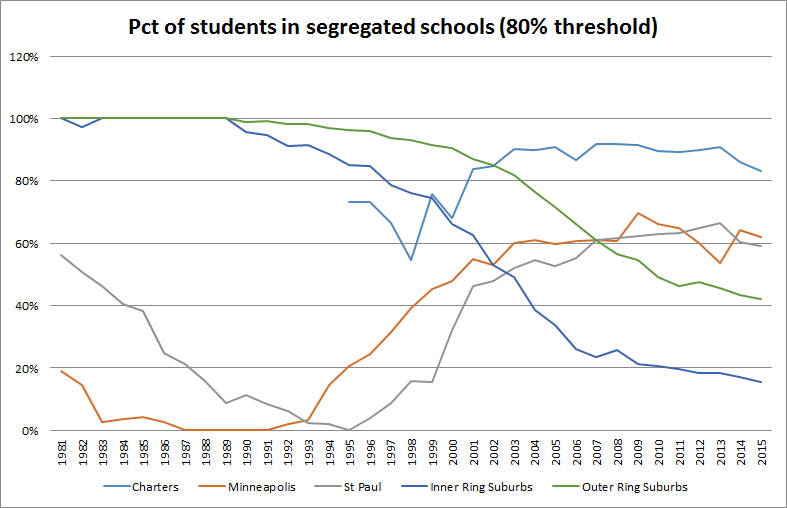 Pct of students in segregated schools (80% threshold)
120%
100%
80%
60%
40%
20%
0%
1981 1982 1983 1984 1985 1986 1987 1988 1989 1990 1991 1992 1993 1994 1995 1996 1997 1998 1999 2000 2001 2002 2003 2004 2005 2006 2007 2008 2009 2010 2011 2012 2013 2014 2015
Charters Minneapolis St Paul Inner Ring Suburbs Outer Ring Suburbs